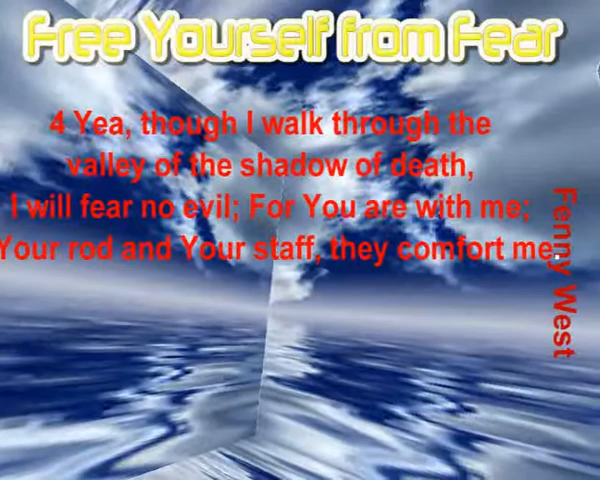 Free Yourself from Fear
4 Yea, though I walk through the
valley of the shadow of death,
I will fear no evil; For You are with me;
Your rod and Your staff, they comfort me.
Fenny West